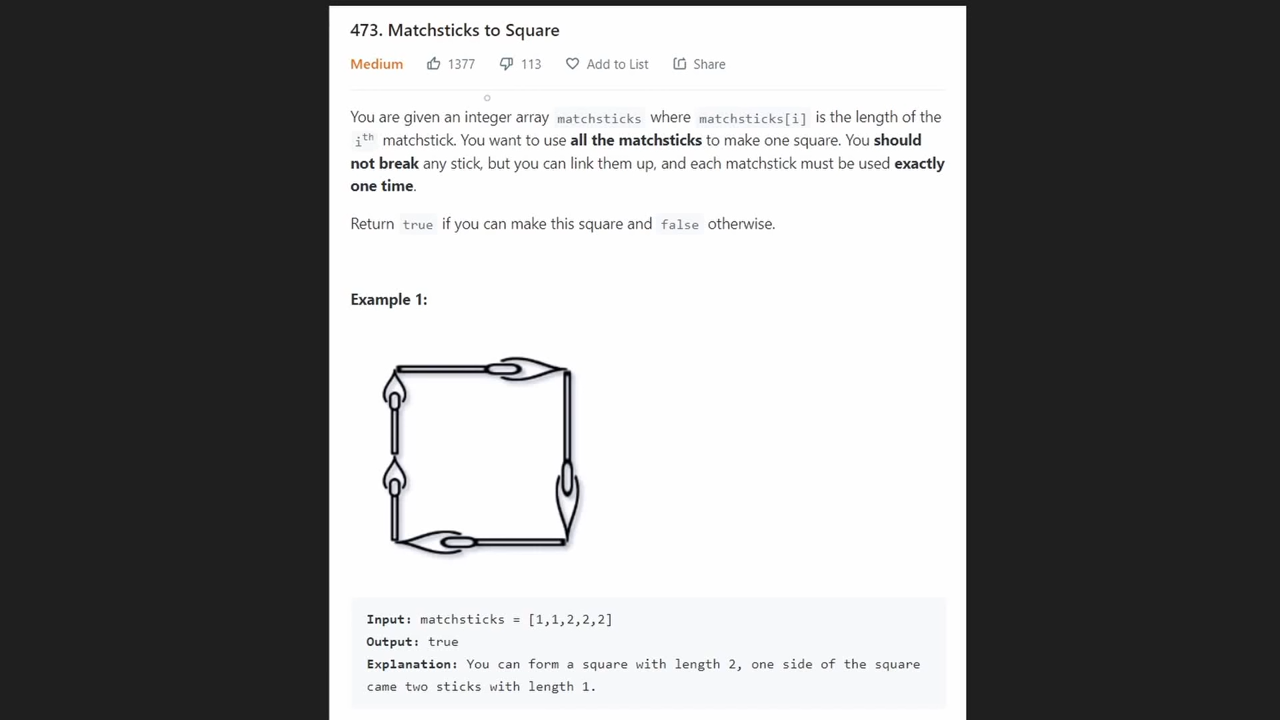 473. Matchsticks to Square
Medium 1377 113 Add to List Share
You are given an integer array matchsticks where matchsticks[i] is the length of the
ith matchstick. You want to use all the matchsticks to make one square. You should
not break any stick, but you can link them up, and each matchstick must be used exactly
one time.
Return true if you can make this square and false otherwise.
Example 1:
Input: matchsticks = [1,1,2,2,2]
Output: true
Explanation: You can form a square with length 2, one side of the square
came two sticks with length 1.